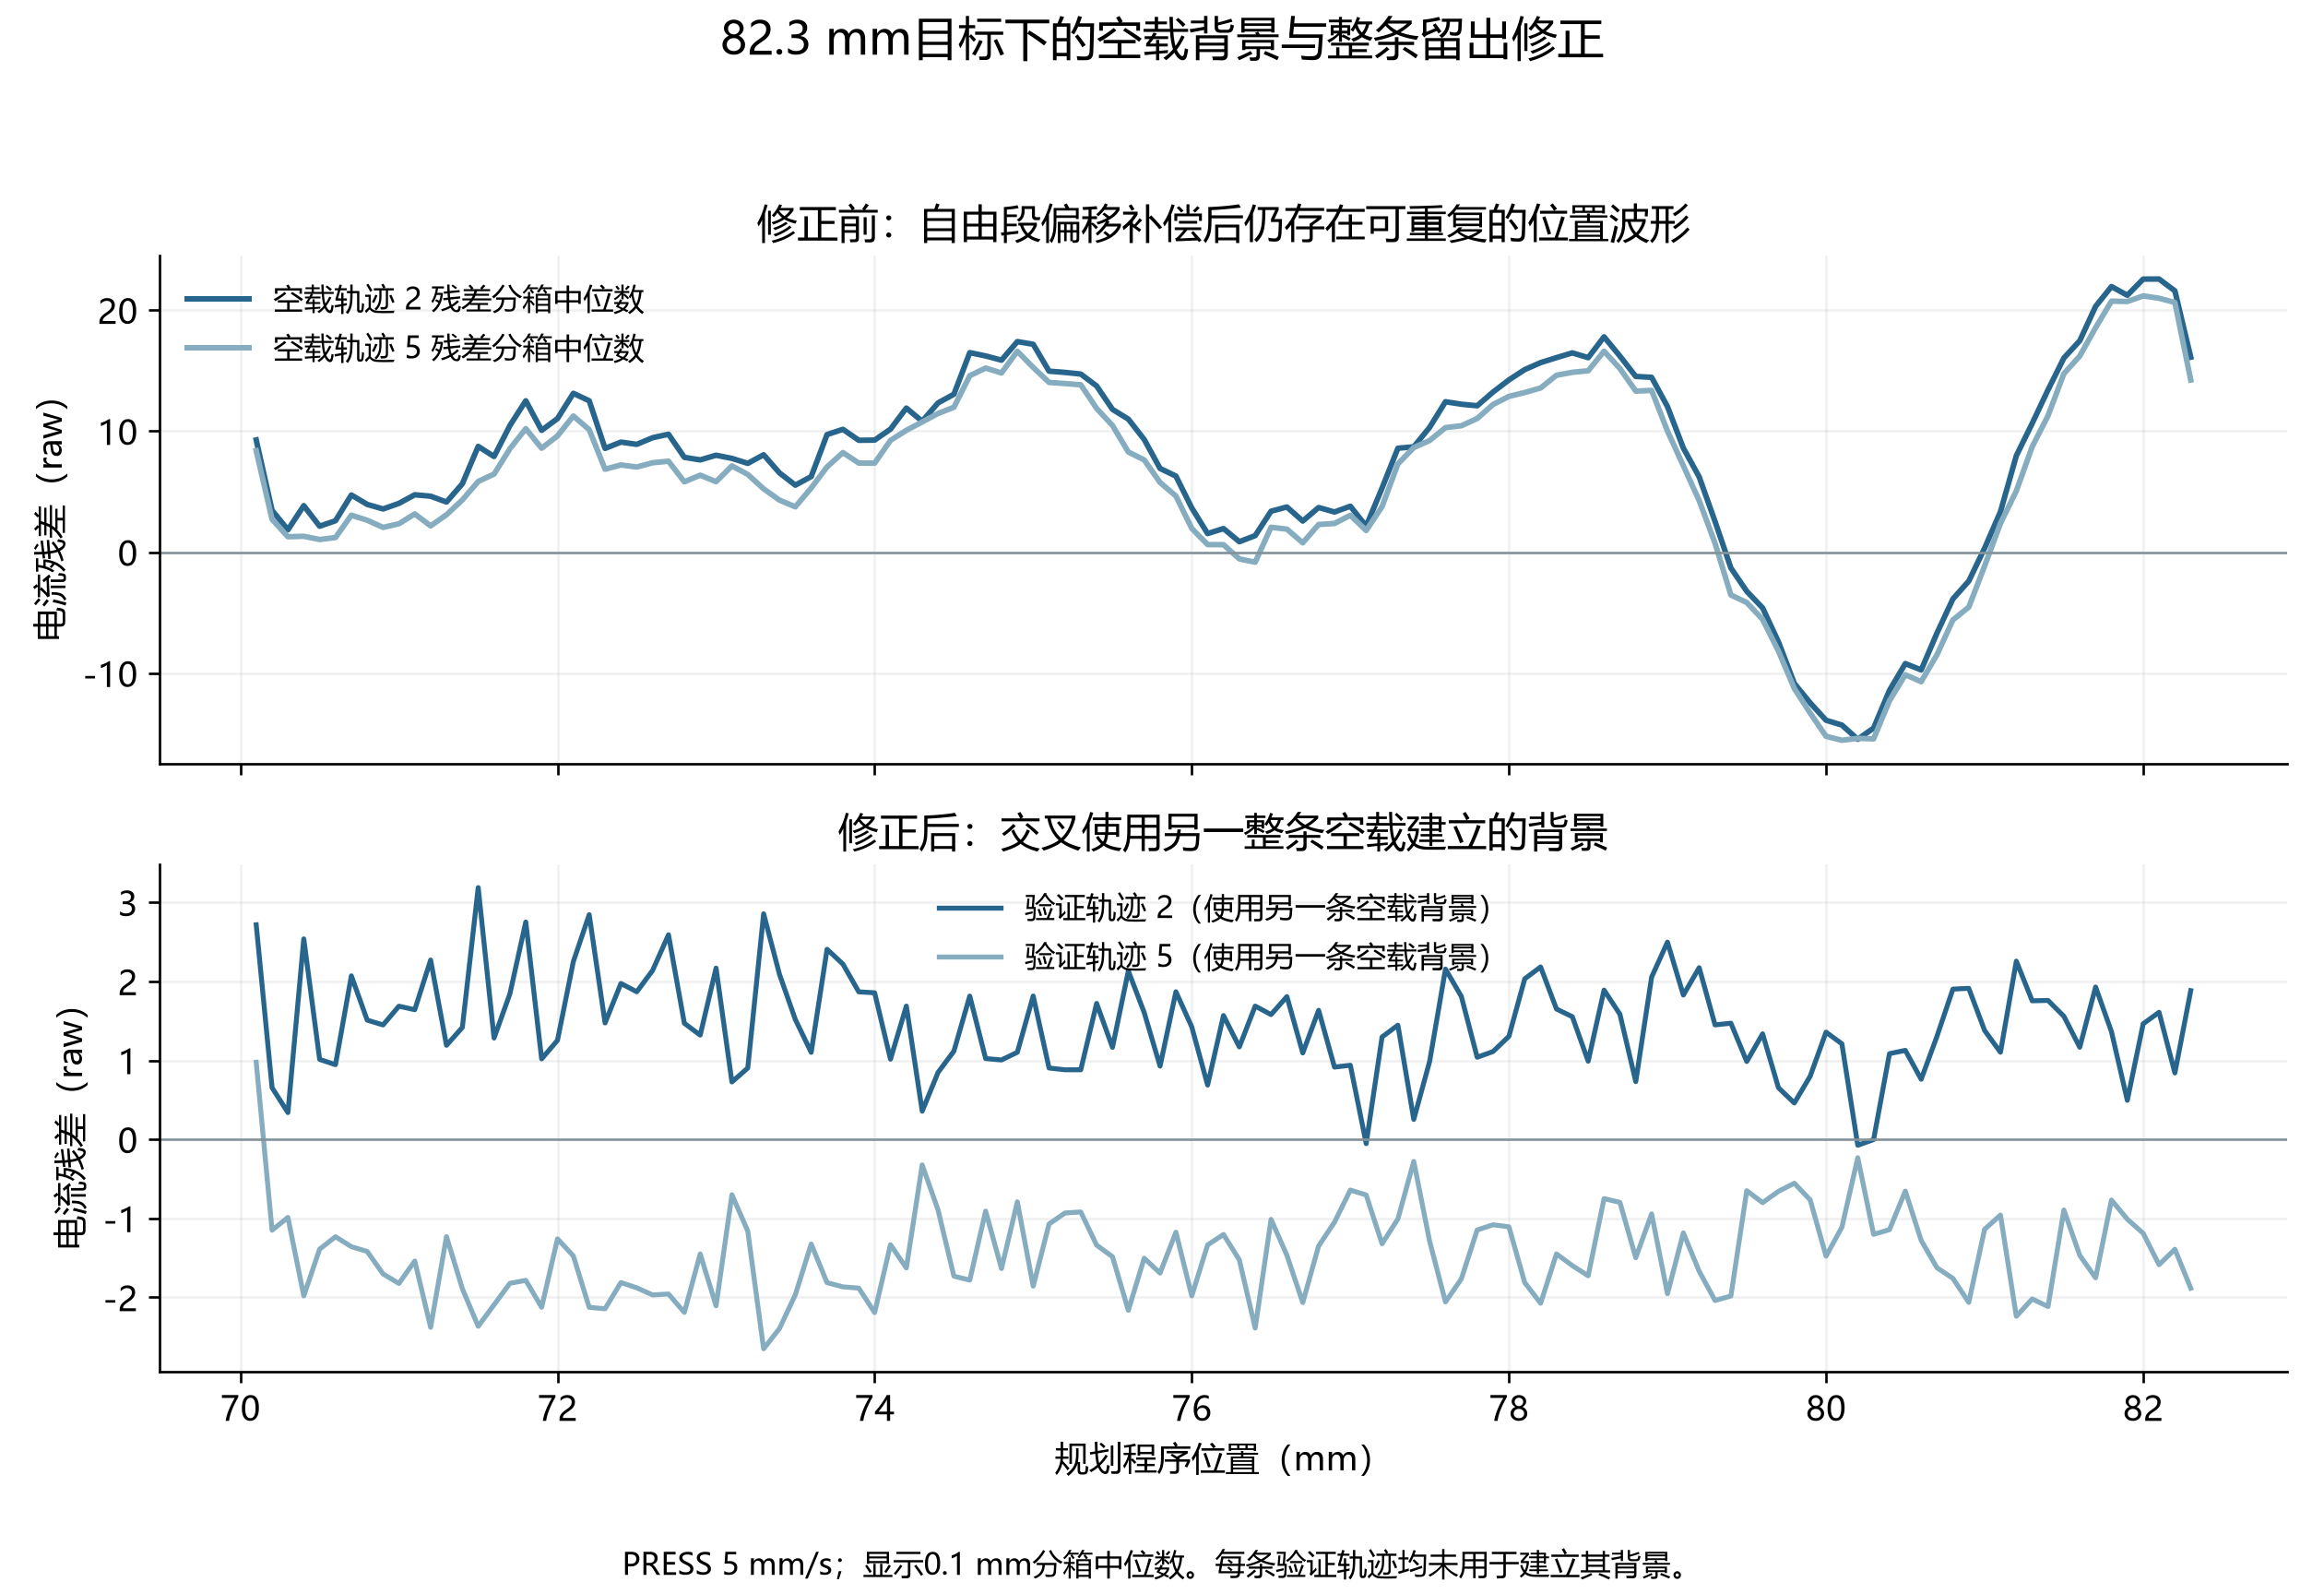 82.3 mm目标下的空载背景与整条留出修正
修正前：自由段偏移补偿后仍存在可重复的位置波形
空载轨迹 2 残差分箱中位数
空载轨迹 5 残差分箱中位数
电流残差（raw）
20
10
0
-10
修正后：交叉使用另一整条空载建立的背景
验证轨迹 2（使用另一条空载背景）
验证轨迹 5（使用另一条空载背景）
电流残差（raw）
3
2
1
0
-1
-2
70 72 74 76 78 80 82
规划程序位置（mm）
PRESS 5 mm/s；显示0.1 mm分箱中位数。每条验证轨迹均未用于建立其背景。